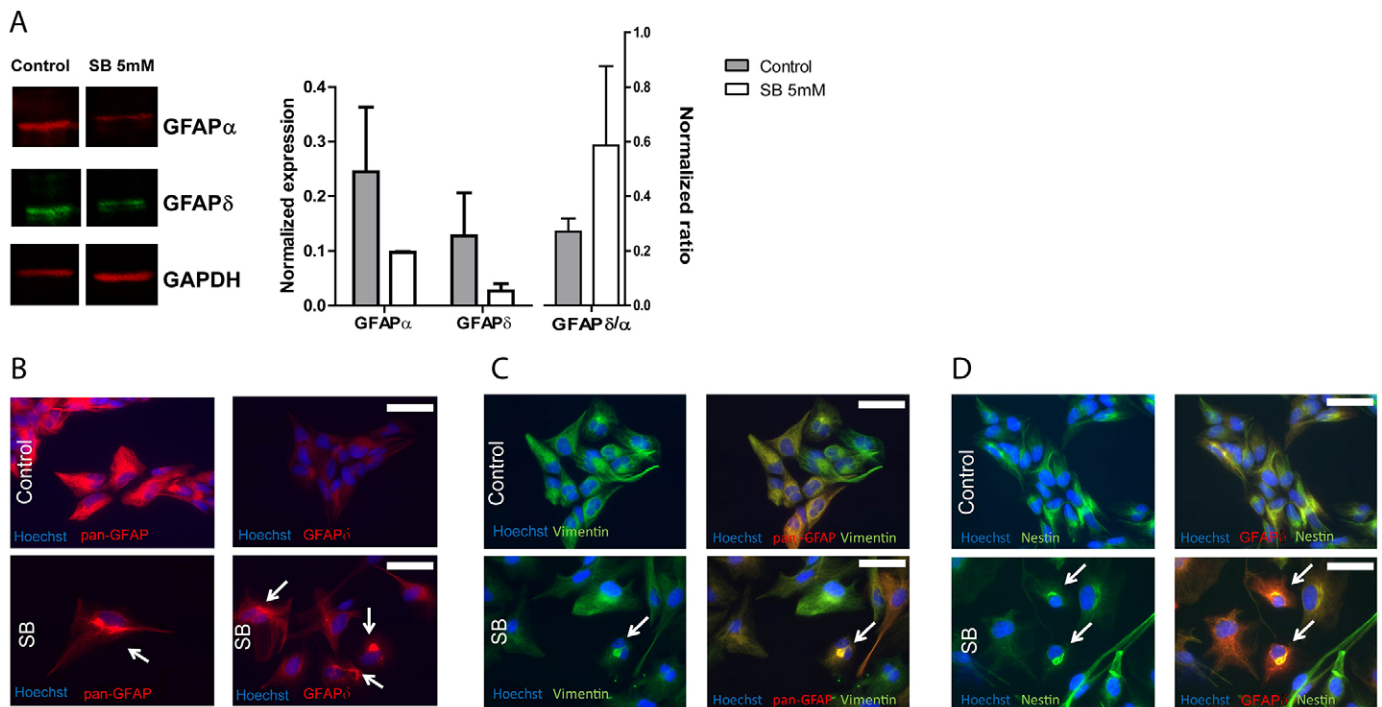 A
Control SB 5mM
GFAPα
GFAPδ
GAPDH
Normalized expression
0.4
0.3
0.2
0.1
0.0
GFAPα GFAPδ GFAPδ/α
1.0
0.8
0.6
0.4
0.2
0.0
Normalized ratio
Control
SB 5mM
B
Control
Hoechst pan-GFAP
Hoechst GFAPδ
SB
Hoechst pan-GFAP
SB
Hoechst GFAPδ
C
Control
Hoechst Vimentin
Hoechst pan-GFAP Vimentin
SB
Hoechst Vimentin
Hoechst pan-GFAP Vimentin
D
Control
Hoechst Nestin
Hoechst GFAPδ Nestin
SB
Hoechst Nestin
Hoechst GFAPδ Nestin